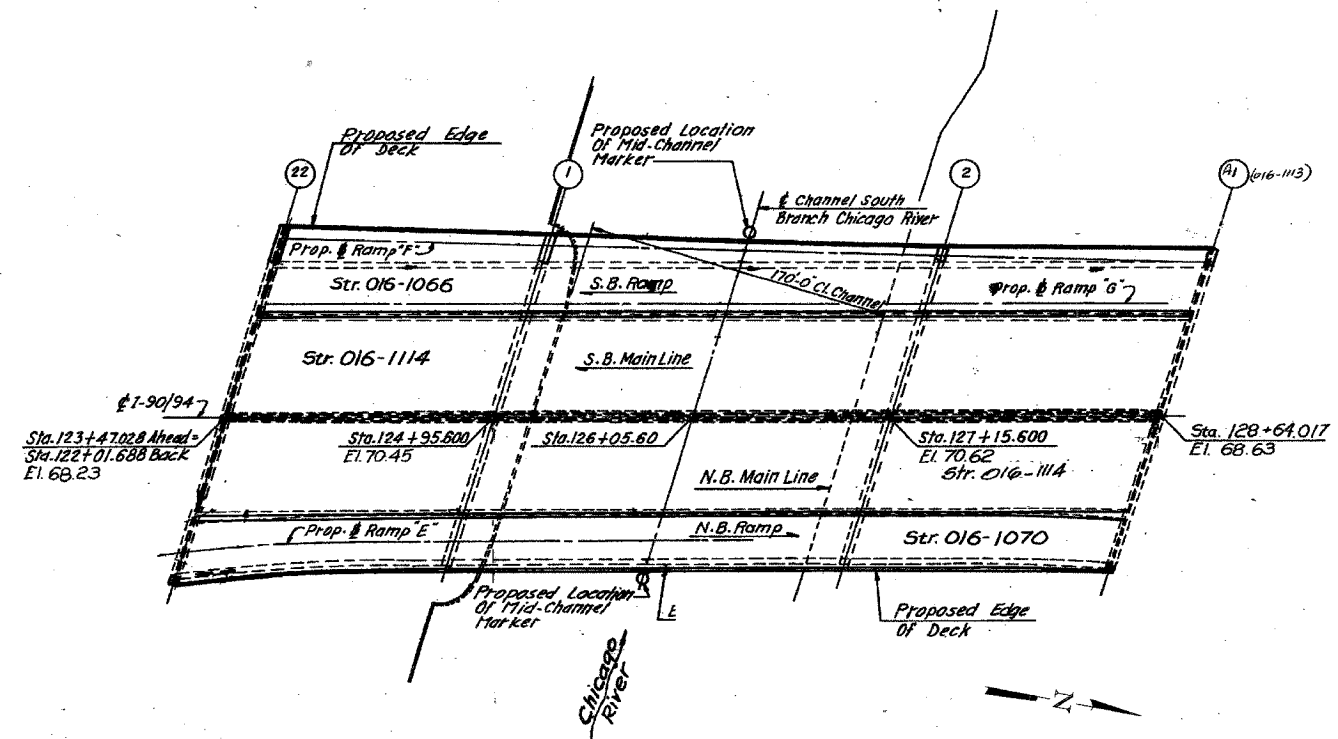 Proposed Edge
Of Deck
Proposed Location
Of Mid-Channel
Marker
22
1
2
A1 (016-1113)
℄ Channel South
Branch Chicago River
Prop. ℄ Ramp "F"
Str. 016-1066
S.B. Ramp
170'-0" Cl. Channel
Prop. ℄ Ramp "G"
Str. 016-1114
S.B. Main Line
℄ I-90/94
Sta. 123+47.028 Ahead=
Sta. 122+01.688 Back
El. 68.23
Sta. 124+95.600
El. 70.45
Sta. 126+05.60
Sta. 127+15.600
El. 70.62
Str. 016-1114
Sta. 128+64.017
El. 68.63
N.B. Main Line
Prop. ℄ Ramp "E"
N.B. Ramp
Str. 016-1070
Proposed Location
Of Mid-Channel
Marker
E
Proposed Edge
Of Deck
Chicago
River
N